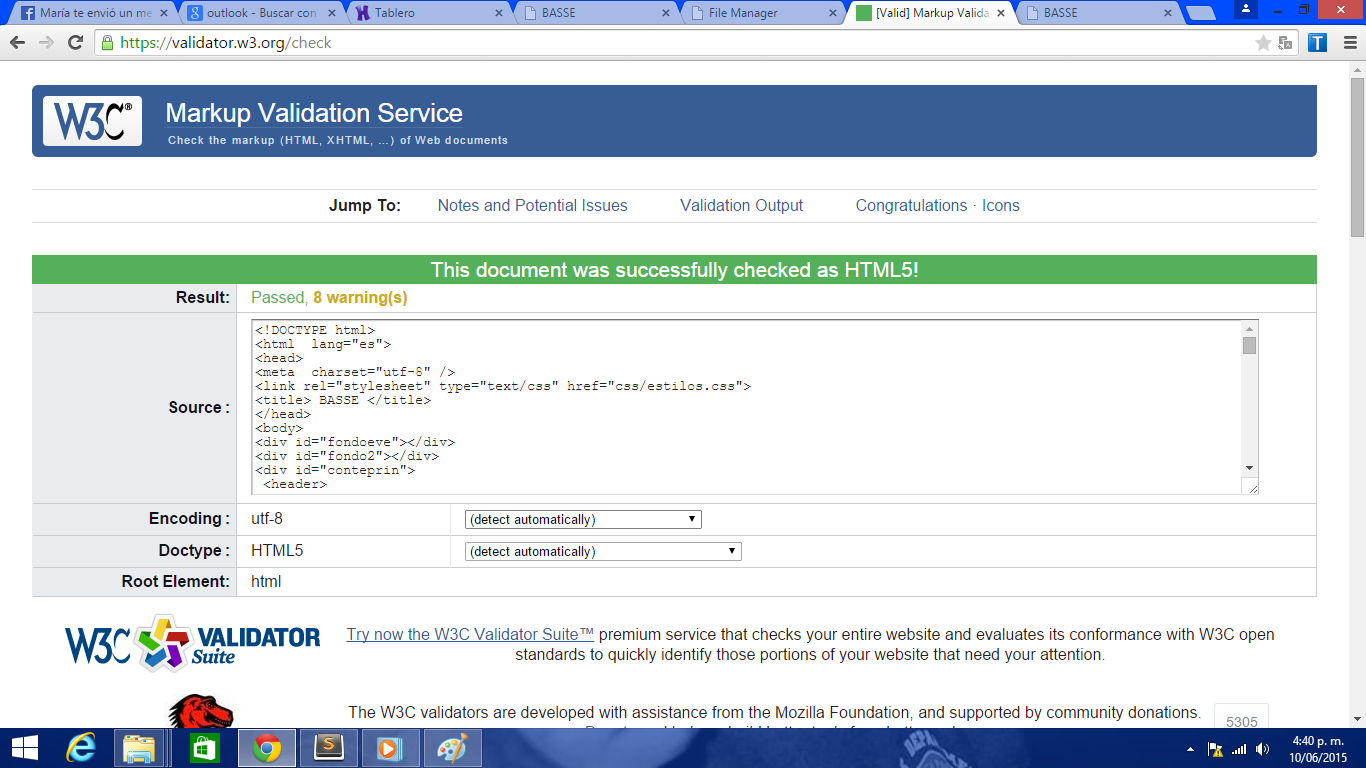 María te envió un me
outlook - Buscar con
Tablero
BASSE
File Manager
[Valid] Markup Valida
BASSE
https://validator.w3.org/check
T
W3C®
Markup Validation Service
Check the markup (HTML, XHTML, …) of Web documents
Jump To: Notes and Potential Issues Validation Output Congratulations · Icons
This document was successfully checked as HTML5!
Result: Passed, 8 warning(s)
Source :
<!DOCTYPE html>
<html  lang="es">
<head>
<meta  charset="utf-8" />
<link rel="stylesheet" type="text/css" href="css/estilos.css">
<title> BASSE </title>
</head>
<body>
<div id="fondoeve"></div>
<div id="fondo2"></div>
<div id="conteprin">
<header>
Encoding : utf-8 (detect automatically)
Doctype : HTML5 (detect automatically)
Root Element: html
W3C VALIDATOR Suite
Try now the W3C Validator Suite™ premium service that checks your entire website and evaluates its conformance with W3C open
standards to quickly identify those portions of your website that need your attention.
The W3C validators are developed with assistance from the Mozilla Foundation, and supported by community donations.
5305
4:40 p. m.
10/06/2015